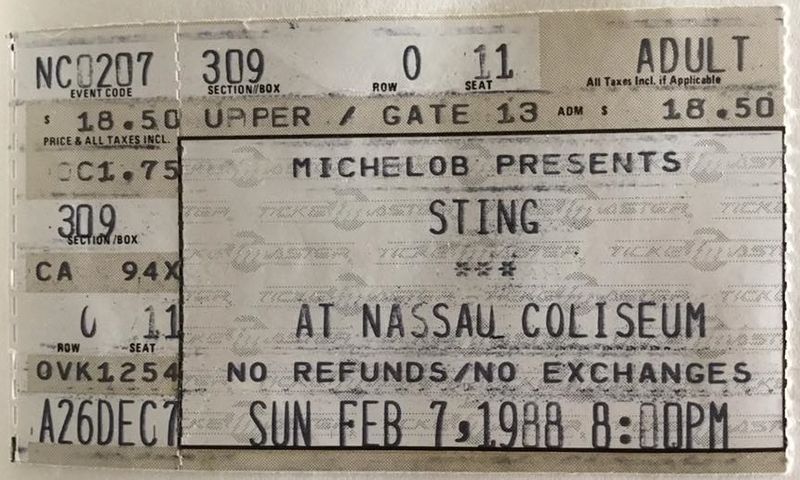 NC0207
EVENT CODE
309
SECTION/BOX
0
ROW
11
SEAT
ADULT
All Taxes Incl. if Applicable
$ 18.50
PRICE & ALL TAXES INCL.
UPPER / GATE 13 ADM $ 18.50
CC1.75
309
SECTION/BOX
CA 94X
0 11
ROW SEAT
OVK1254
A26DEC7
MICHELOB PRESENTS
STING
***
AT NASSAU COLISEUM
NO REFUNDS/NO EXCHANGES
SUN FEB 7,1988 8:00PM